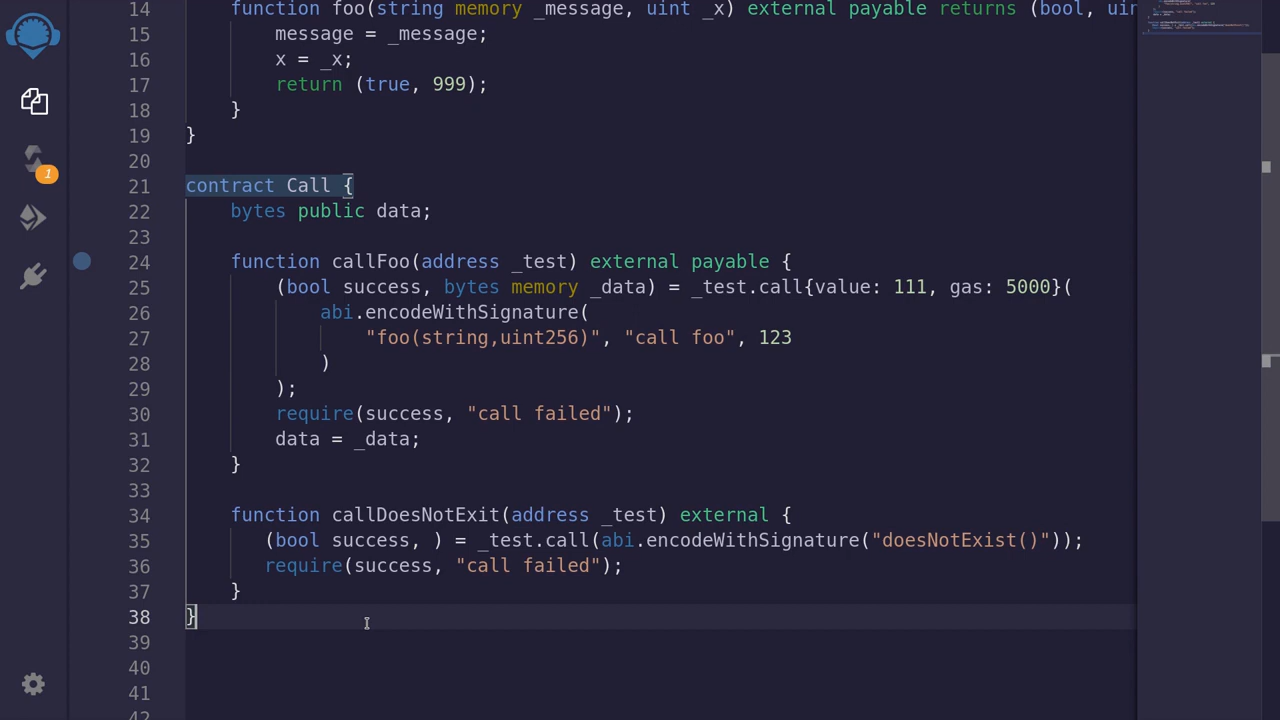 14 function foo(string memory _message, uint _x) external payable returns (bool, uin
15 message = _message;
16 x = _x;
17 return (true, 999);
18 }
19 }
20
21 contract Call {
22 bytes public data;
23
24 function callFoo(address _test) external payable {
25 (bool success, bytes memory _data) = _test.call{value: 111, gas: 5000}(
26 abi.encodeWithSignature(
27 "foo(string,uint256)", "call foo", 123
28 )
29 );
30 require(success, "call failed");
31 data = _data;
32 }
33
34 function callDoesNotExit(address _test) external {
35 (bool success, ) = _test.call(abi.encodeWithSignature("doesNotExist()"));
36 require(success, "call failed");
37 }
38 }
39
40
41
42
1